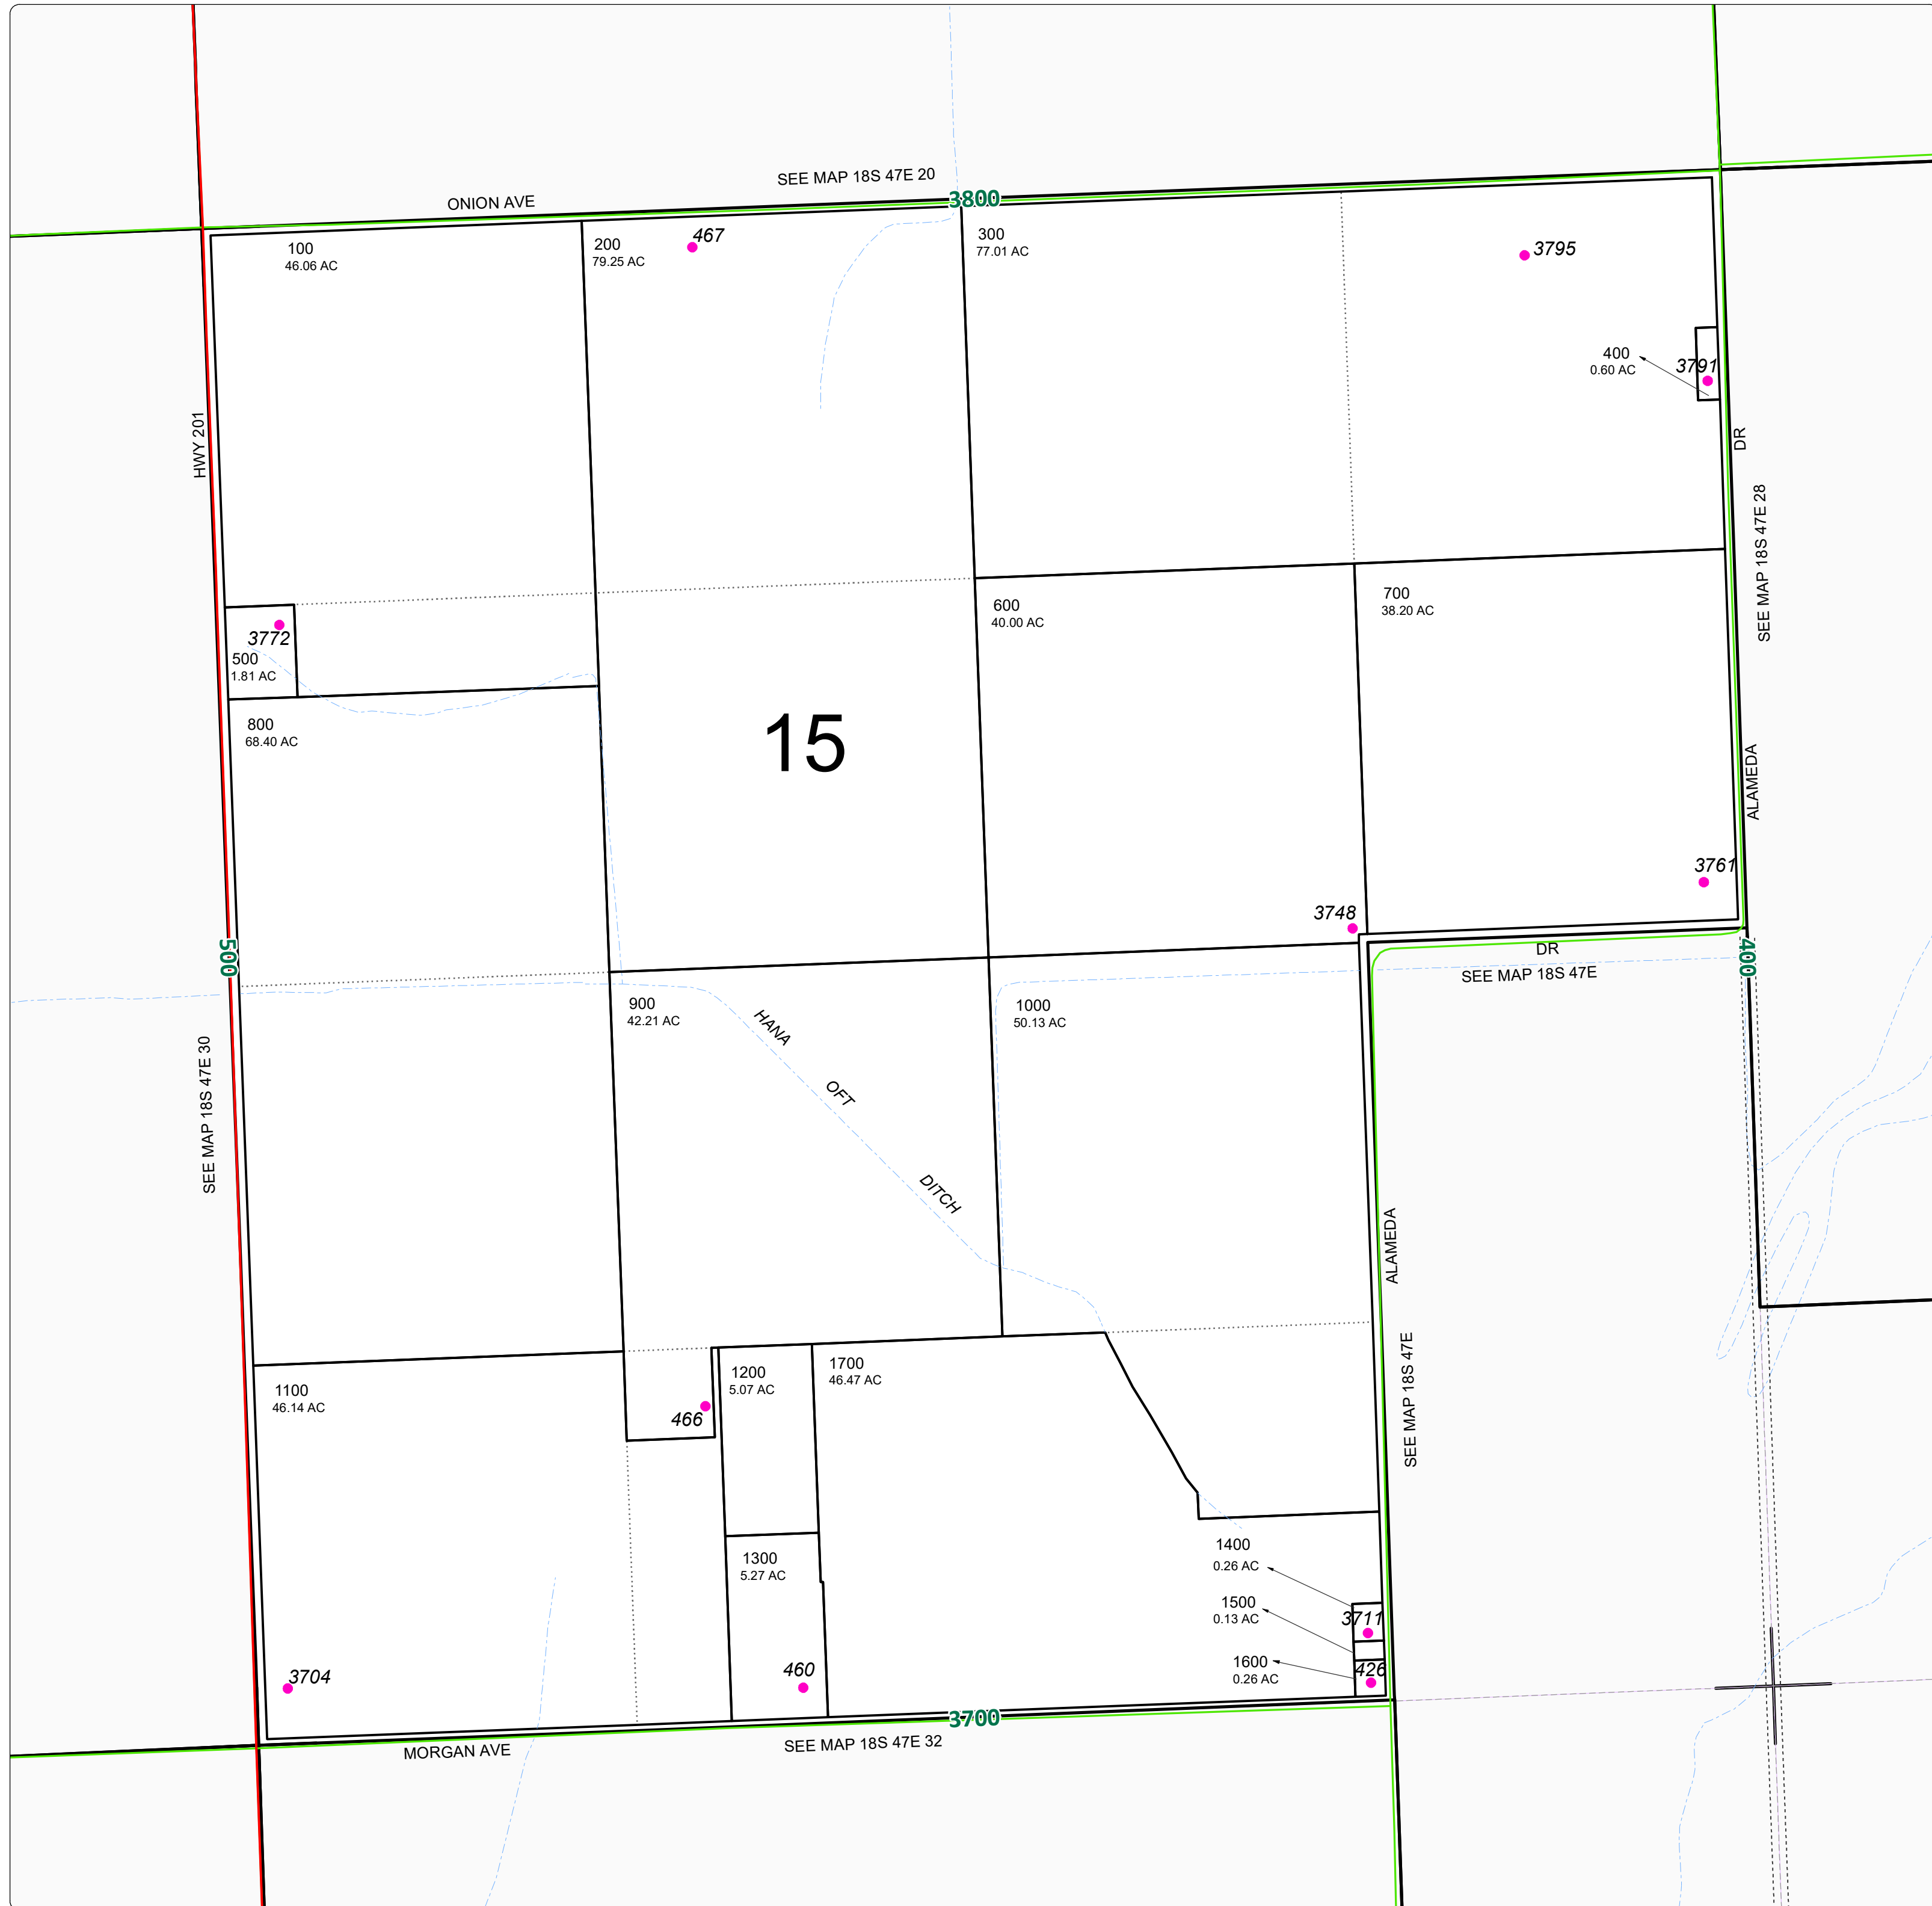 SEE MAP 18S 47E 20
ONION AVE
3800
100
46.06 AC
200
79.25 AC
467
300
77.01 AC
3795
400
0.60 AC
3791
HWY 201
DR
SEE MAP 18S 47E 28
3772
500
1.81 AC
600
40.00 AC
700
38.20 AC
800
68.40 AC
15
ALAMEDA
3761
3748
DR
SEE MAP 18S 47E
500
400
900
42.21 AC
HANA
OFT
DITCH
1000
50.13 AC
SEE MAP 18S 47E 30
ALAMEDA
SEE MAP 18S 47E
1100
46.14 AC
466
1200
5.07 AC
1700
46.47 AC
1300
5.27 AC
1400
0.26 AC
1500
0.13 AC
3711
1600
0.26 AC
426
3704
460
3700
MORGAN AVE
SEE MAP 18S 47E 32